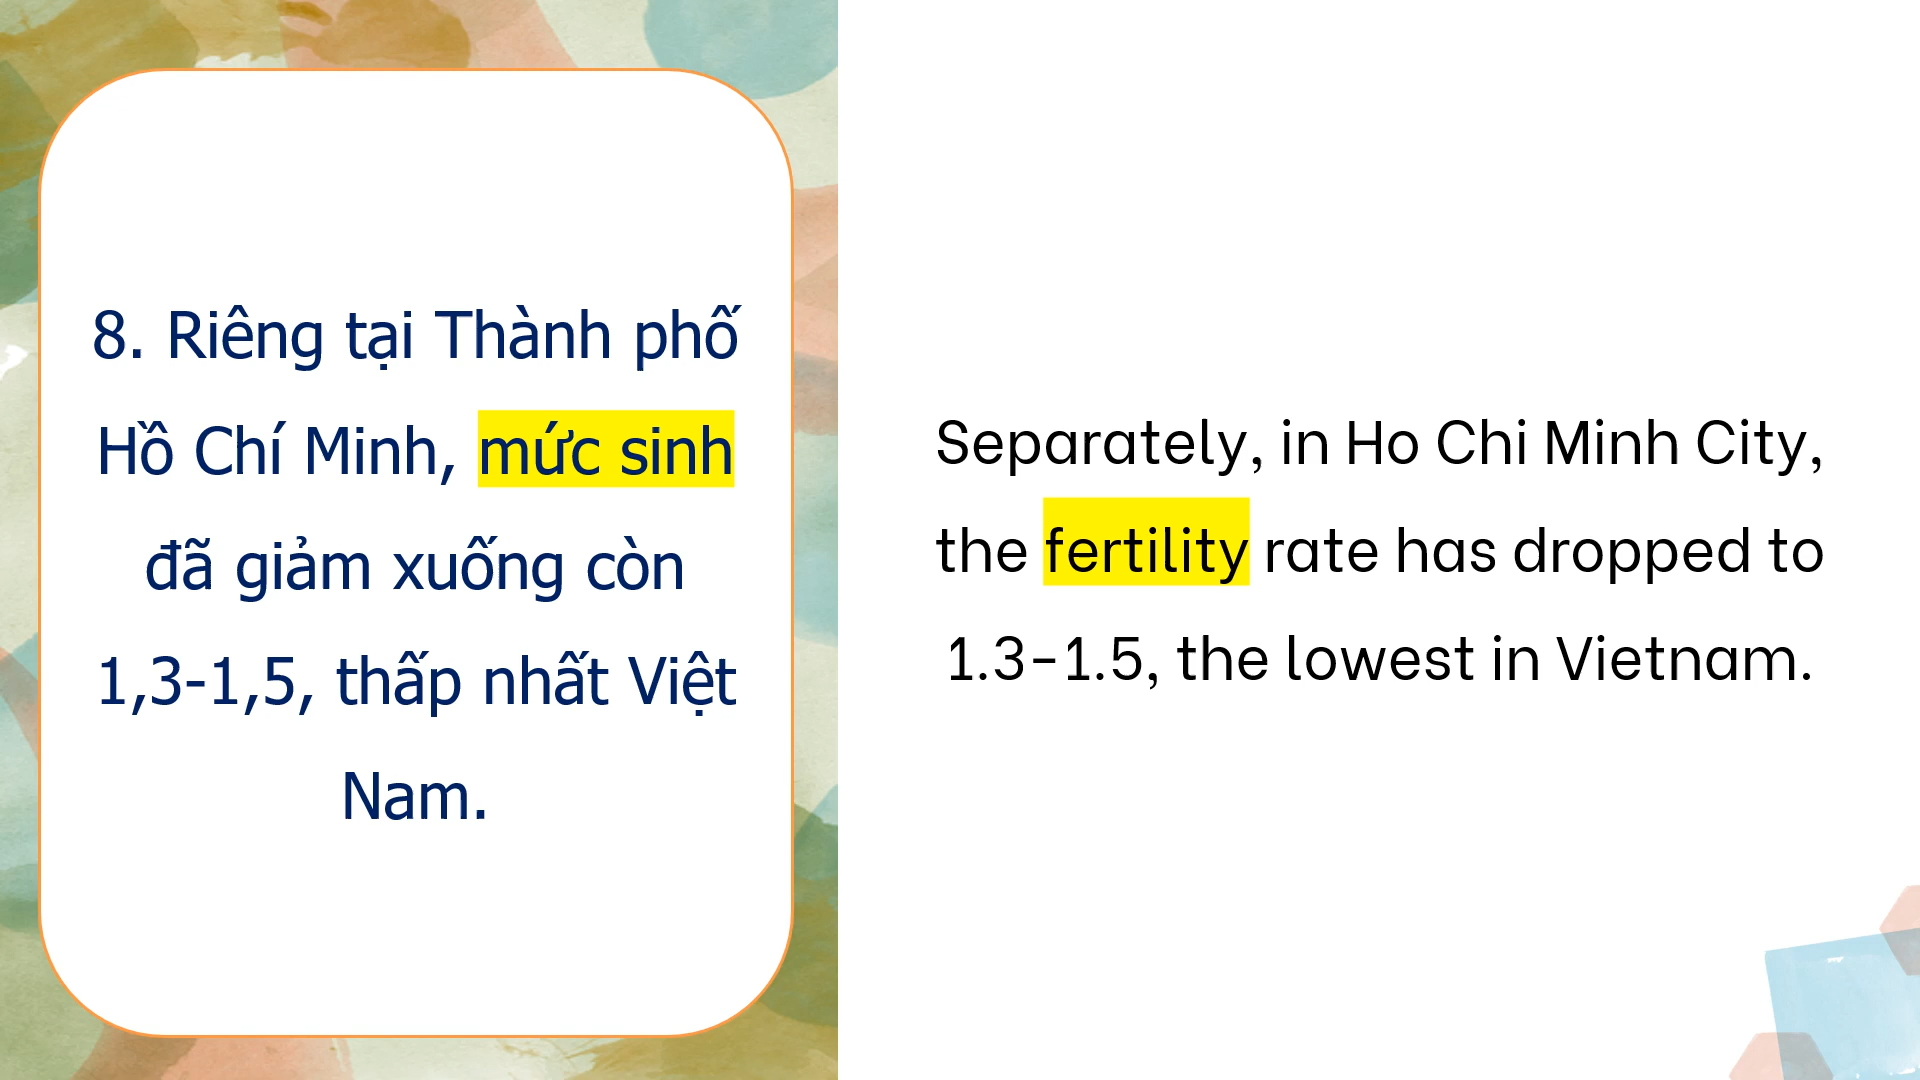 8. Riêng tại Thành phố
Hồ Chí Minh, mức sinh
đã giảm xuống còn
1,3-1,5, thấp nhất Việt
Nam.
Separately, in Ho Chi Minh City,
the fertility rate has dropped to
1.3–1.5, the lowest in Vietnam.